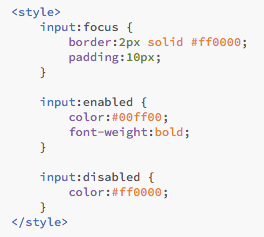 <style>
    input:focus {
        border:2px solid #ff0000;
        padding:10px;
    }

    input:enabled {
        color:#00ff00;
        font-weight:bold;
    }

    input:disabled {
        color:#ff0000;
    }
</style>